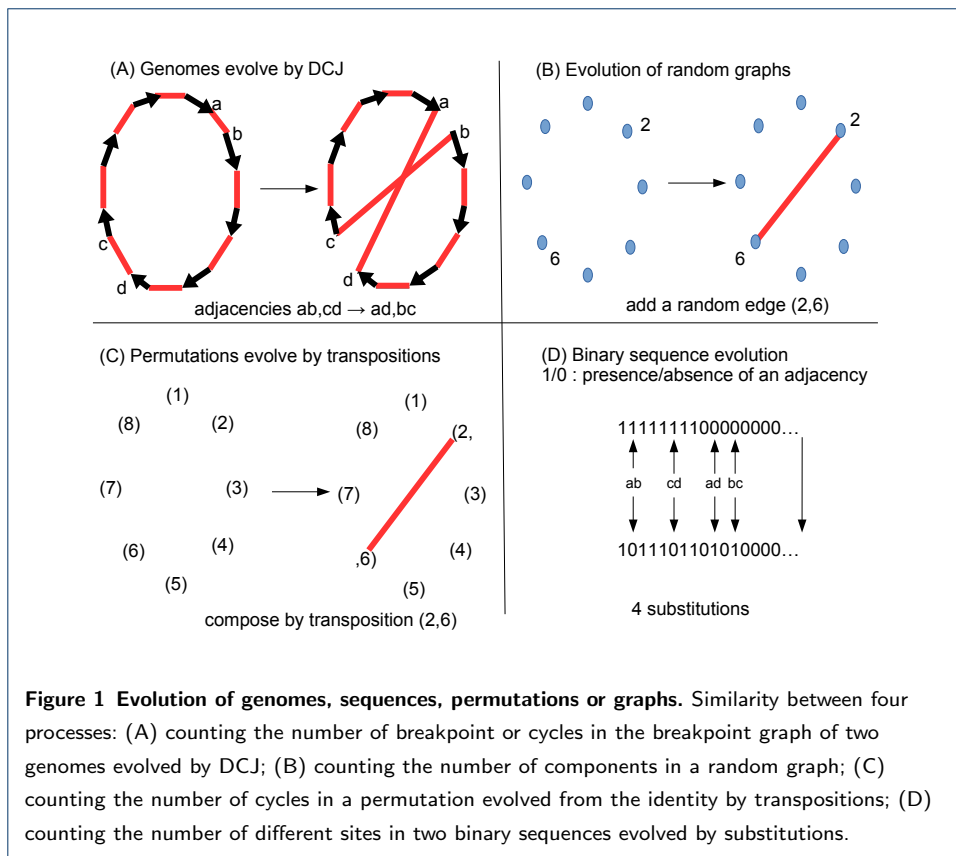 (A) Genomes evolve by DCJ
a
b
c
d
a
b
c
d
adjacencies ab,cd → ad,bc
(B) Evolution of random graphs
2
6
2
6
add a random edge (2,6)
(C) Permutations evolve by transpositions
(1)
(8)
(2)
(7)
(3)
(6)
(4)
(5)
(1)
(8)
(2,
(7)
(3)
,6)
(4)
(5)
compose by transposition (2,6)
(D) Binary sequence evolution
1/0 : presence/absence of an adjacency
1111111100000000...
ab cd ad bc
1011101101010000...
4 substitutions
Figure 1 Evolution of genomes, sequences, permutations or graphs. Similarity between four
processes: (A) counting the number of breakpoint or cycles in the breakpoint graph of two
genomes evolved by DCJ; (B) counting the number of components in a random graph; (C)
counting the number of cycles in a permutation evolved from the identity by transpositions; (D)
counting the number of different sites in two binary sequences evolved by substitutions.